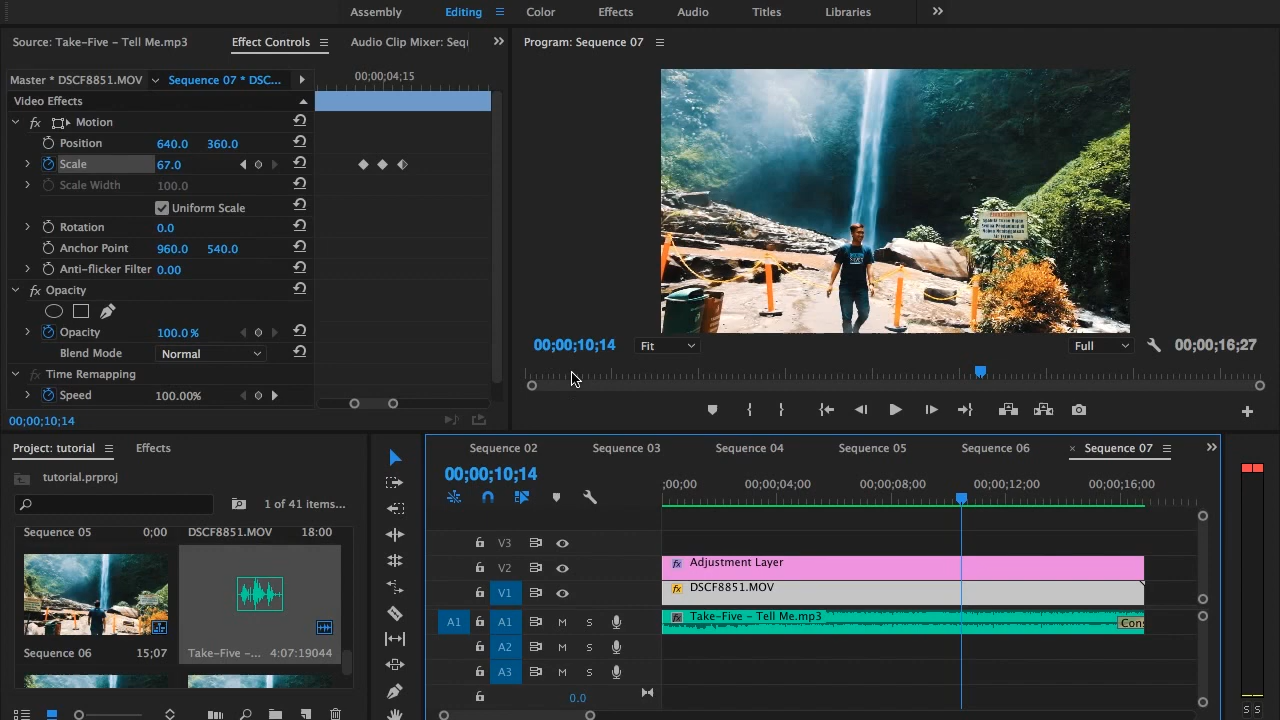 Assembly Editing Color Effects Audio Titles Libraries
Source: Take-Five – Tell Me.mp3 Effect Controls Audio Clip Mixer: Sequ
Program: Sequence 07
Master * DSCF8851.MOV Sequence 07 * DSC...
00;00;04;15
Video Effects
fx Motion
Position 640.0 360.0
Scale 67.0
Scale Width 100.0
Uniform Scale
Rotation 0.0
Anchor Point 960.0 540.0
Anti-flicker Filter 0.00
fx Opacity
Opacity 100.0 %
Blend Mode Normal
fx Time Remapping
Speed 100.00%
00;00;10;14
00;00;10;14 Fit Full 00;00;16;27
Project: tutorial Effects
tutorial.prproj
1 of 41 items...
Sequence 05 0;00 DSCF8851.MOV 18:00
Sequence 06 15;07 Take-Five –... 4:07:19044
Sequence 02 Sequence 03 Sequence 04 Sequence 05 Sequence 06 × Sequence 07
00;00;10;14
;00;00 00;00;04;00 00;00;08;00 00;00;12;00 00;00;16;00
V3
V2 fx Adjustment Layer
V1 fx DSCF8851.MOV
A1 A1 M S fx Take-Five – Tell Me.mp3 Cons
A2 M S
A3 M S
0.0
S S